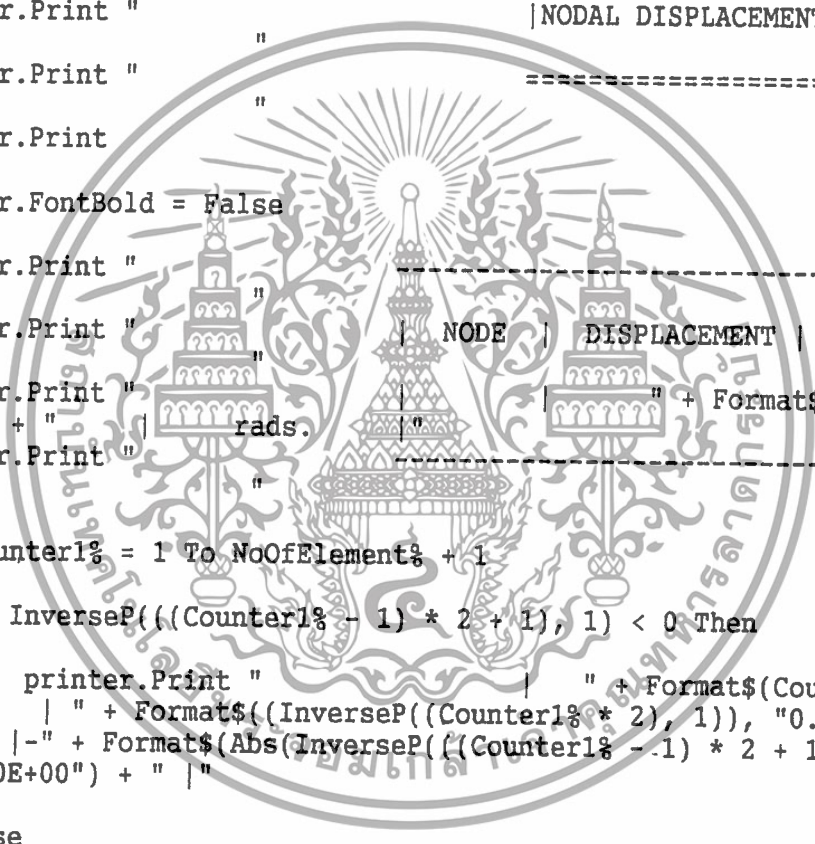 r.Print "                         |NODAL DISPLACEMENT
"
r.Print "                         ===================
"
r.Print
r.FontBold = False
r.Print "                ---------------------------
"
r.Print "                |  NODE  |  DISPLACEMENT |
"
r.Print "                |        |      " + Format$
+ "      |     rads.     |"
r.Print "                ---------------------------
"
unter1% = 1 To NoOfElement% + 1
InverseP(((Counter1% - 1) * 2 + 1), 1) < 0 Then
printer.Print "                |   " + Format$(Cou
| " + Format$((InverseP((Counter1% * 2), 1)), "0.
|-" + Format$(Abs(InverseP(((Counter1% - 1) * 2 + 1
0E+00") + " |"
se